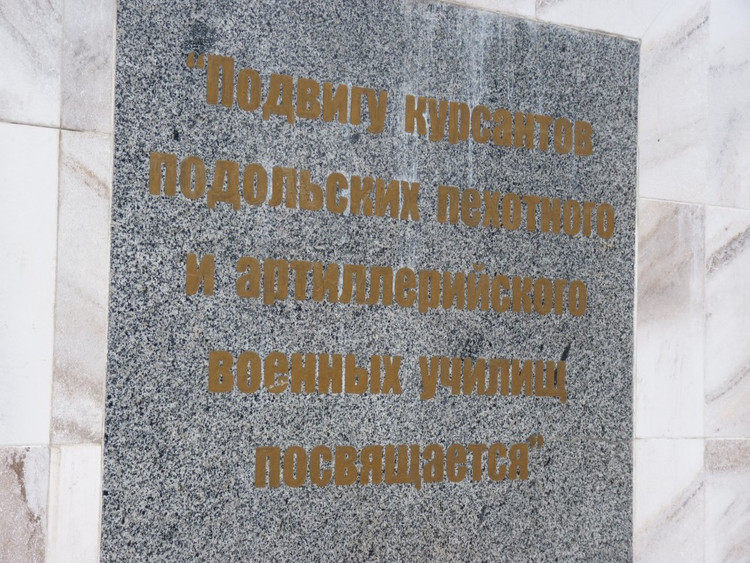 “Подвигу курсантов
подольских пехотного
и артиллерийского
военных училищ
посвящается”